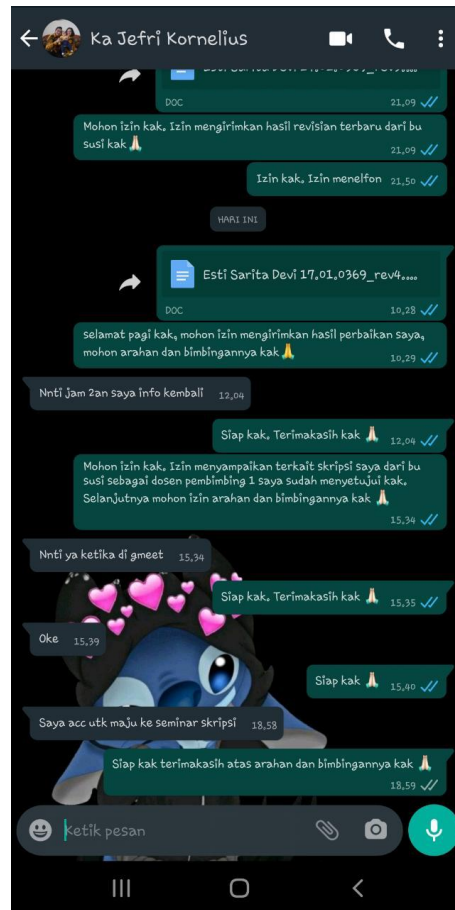 Ka Jefri Kornelius
DOC
21.09
Mohon izin kak. Izin mengirimkan hasil revisian terbaru dari bu
susi kak 🙏🏻
21.09
Izin kak. Izin menelfon 21.50
HARI INI
Esti Sarita Devi 17.01.0369_rev4....
DOC
10.28
selamat pagi kak, mohon izin mengirimkan hasil perbaikan saya,
mohon arahan dan bimbingannya kak 🙏
10.29
Nnti jam 2an saya info kembali 12.04
Siap kak. Terimakasih kak 🙏🏻 12.04
Mohon izin kak. Izin menyampaikan terkait skripsi saya dari bu
susi sebagai dosen pembimbing 1 saya sudah menyetujui kak.
Selanjutnya mohon izin arahan dan bimbingannya kak 🙏🏻
15.34
Nnti ya ketika di gmeet 15.34
Siap kak. Terimakasih kak 🙏🏻 15.35
Oke 15.39
Siap kak 🙏🏻 15.40
Saya acc utk maju ke seminar skripsi 18.58
Siap kak terimakasih atas arahan dan bimbingannya kak 🙏🏻
18.59
Ketik pesan